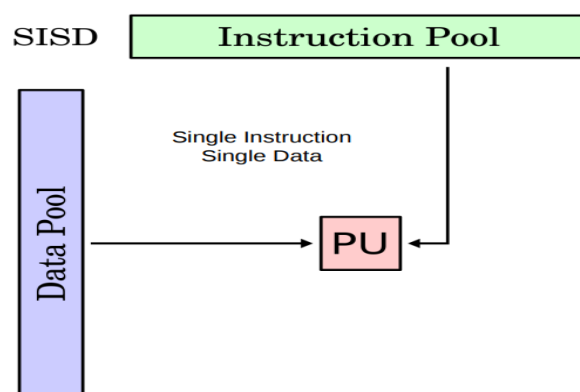 SISD
Instruction Pool
Single Instruction
Single Data
Data Pool
PU